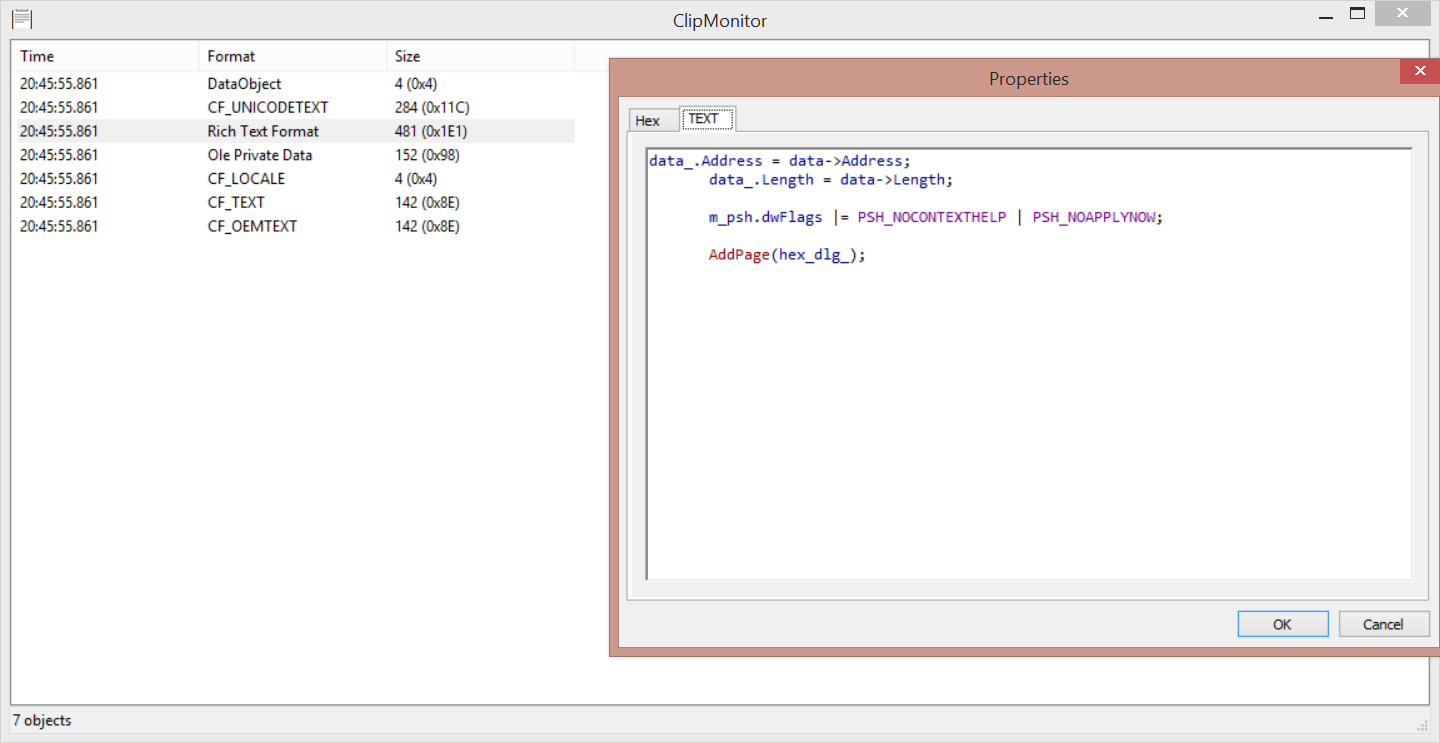 ClipMonitor
Time Format Size
20:45:55.861 DataObject 4 (0x4)
20:45:55.861 CF_UNICODETEXT 284 (0x11C)
20:45:55.861 Rich Text Format 481 (0x1E1)
20:45:55.861 Ole Private Data 152 (0x98)
20:45:55.861 CF_LOCALE 4 (0x4)
20:45:55.861 CF_TEXT 142 (0x8E)
20:45:55.861 CF_OEMTEXT 142 (0x8E)
Properties
Hex TEXT
data_.Address = data->Address;
data_.Length = data->Length;
m_psh.dwFlags |= PSH_NOCONTEXTHELP | PSH_NOAPPLYNOW;
AddPage(hex_dlg_);
OK Cancel
7 objects